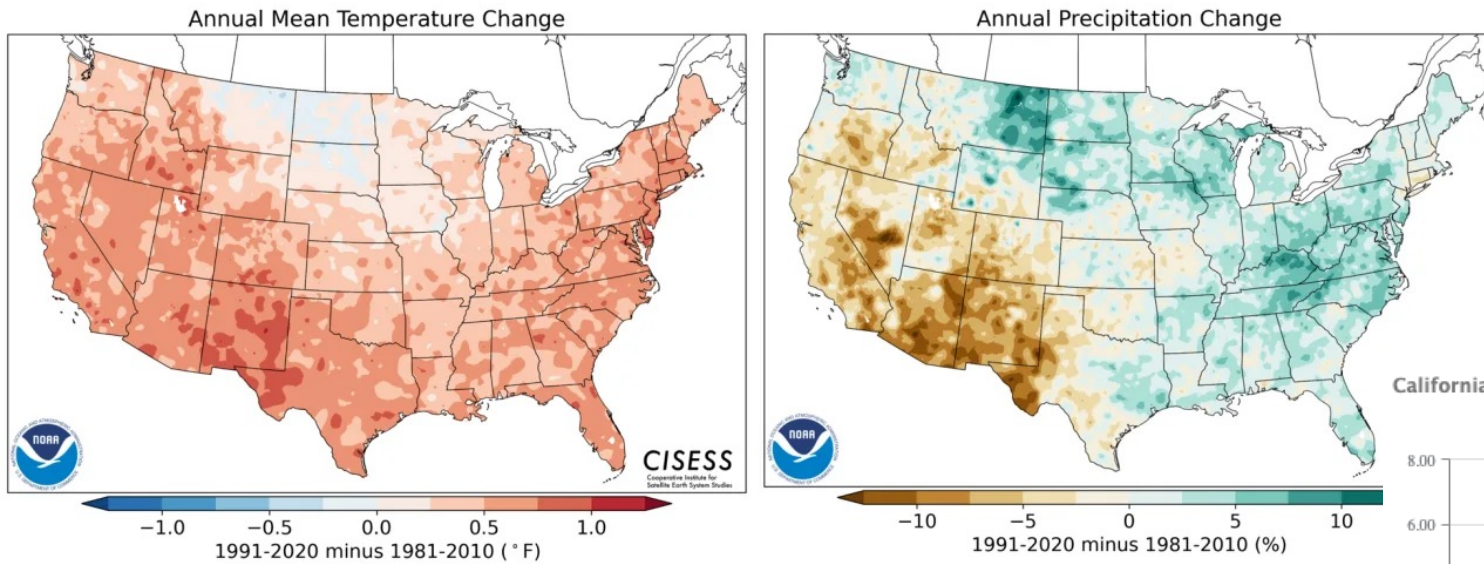 Annual Mean Temperature Change
NOAA
CISESS
Cooperative Institute for
Satellite Earth System Studies
−1.0 −0.5 0.0 0.5 1.0
1991-2020 minus 1981-2010 (°F)
Annual Precipitation Change
NOAA
−10 −5 0 5 10
1991-2020 minus 1981-2010 (%)
California
8.00
6.00